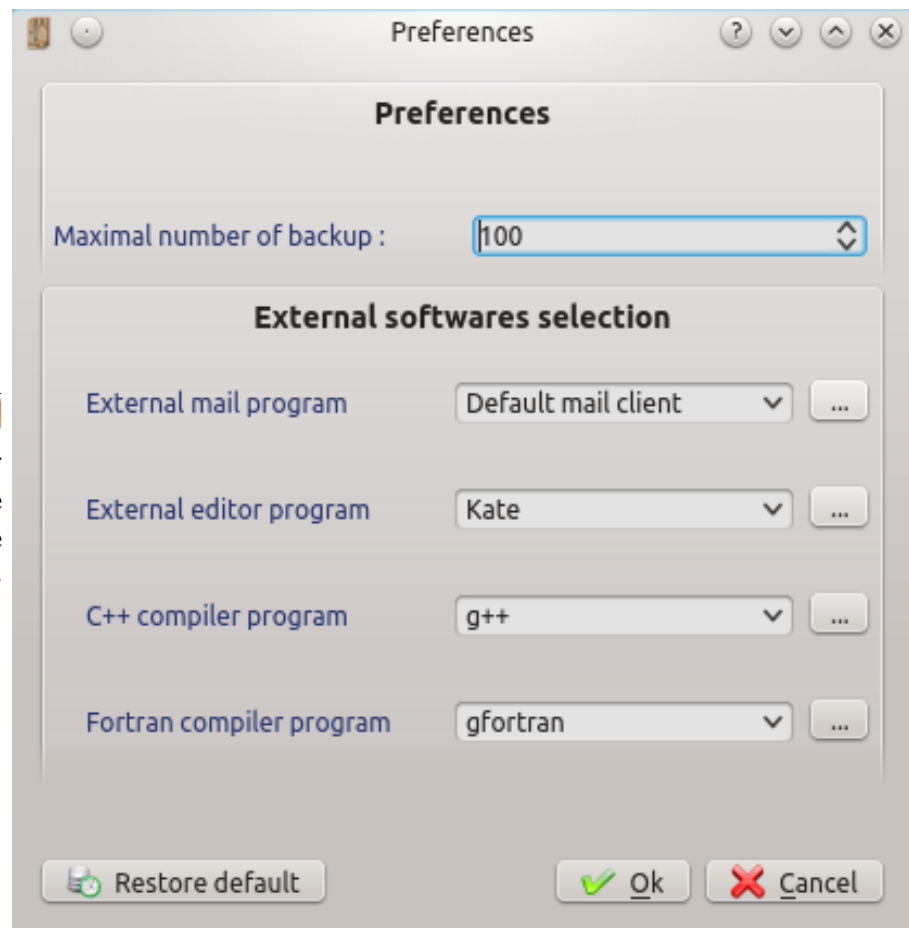 Preferences
Preferences
Maximal number of backup : 100
External softwares selection
External mail program Default mail client ...
External editor program Kate ...
C++ compiler program g++ ...
Fortran compiler program gfortran ...
Restore default Ok Cancel